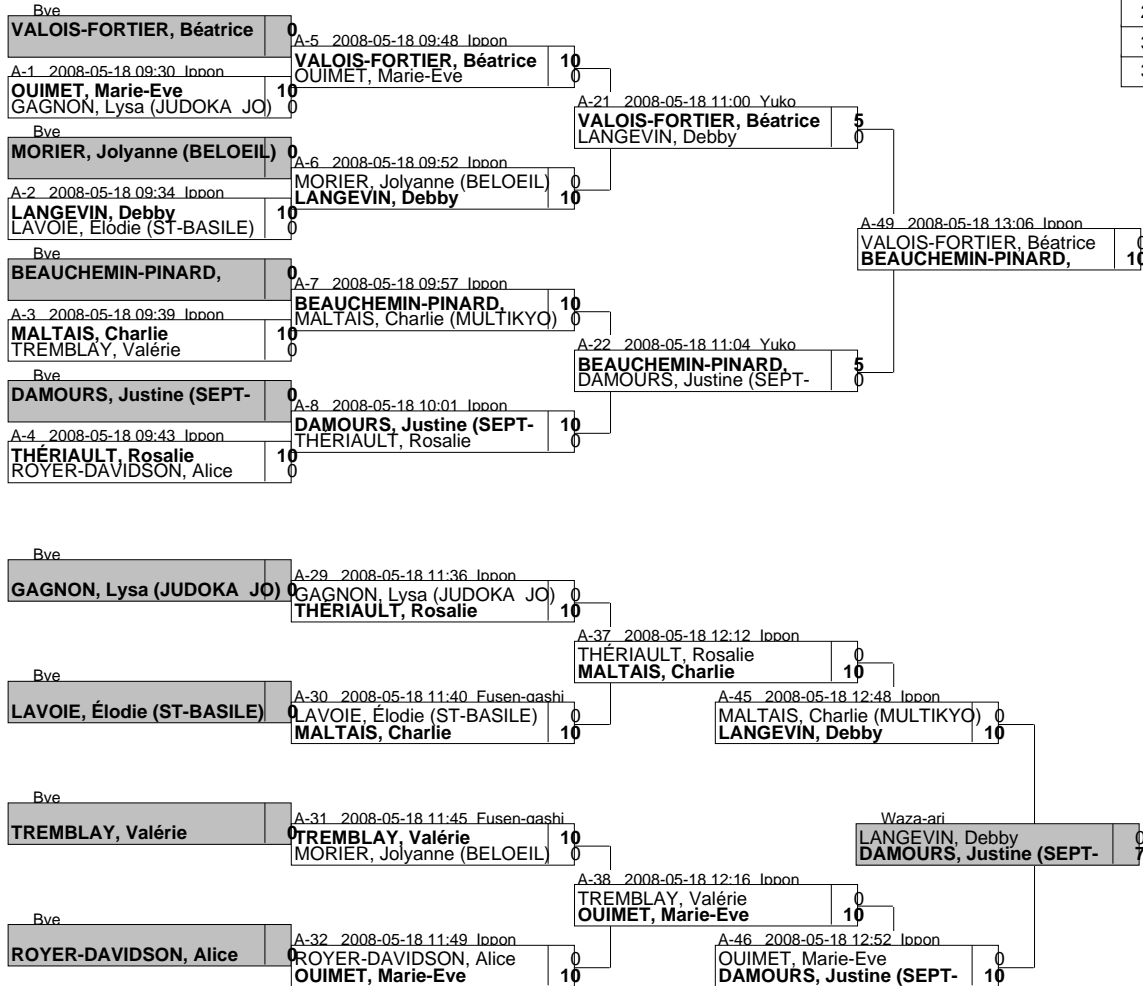 Bye
VALOIS-FORTIER, Béatrice 0
A-1 2008-05-18 09:30 Ippon
OUIMET, Marie-Eve 10
GAGNON, Lysa (JUDOKA JO) 0
Bye
MORIER, Jolyanne (BELOEIL) 0
A-2 2008-05-18 09:34 Ippon
LANGEVIN, Debby 10
LAVOIE, Élodie (ST-BASILE) 0
Bye
BEAUCHEMIN-PINARD, 0
A-3 2008-05-18 09:39 Ippon
MALTAIS, Charlie 10
TREMBLAY, Valérie 0
Bye
DAMOURS, Justine (SEPT- 0
A-4 2008-05-18 09:43 Ippon
THÉRIAULT, Rosalie 10
ROYER-DAVIDSON, Alice 0
A-5 2008-05-18 09:48 Ippon
VALOIS-FORTIER, Béatrice 10
OUIMET, Marie-Eve 0
A-6 2008-05-18 09:52 Ippon
MORIER, Jolyanne (BELOEIL) 0
LANGEVIN, Debby 10
A-7 2008-05-18 09:57 Ippon
BEAUCHEMIN-PINARD, 10
MALTAIS, Charlie (MULTIKYO) 0
A-8 2008-05-18 10:01 Ippon
DAMOURS, Justine (SEPT- 10
THÉRIAULT, Rosalie 0
A-21 2008-05-18 11:00 Yuko
VALOIS-FORTIER, Béatrice 5
LANGEVIN, Debby 0
A-22 2008-05-18 11:04 Yuko
BEAUCHEMIN-PINARD, 5
DAMOURS, Justine (SEPT- 0
A-49 2008-05-18 13:06 Ippon
VALOIS-FORTIER, Béatrice 0
BEAUCHEMIN-PINARD, 10
Bye
GAGNON, Lysa (JUDOKA JO) 0
Bye
LAVOIE, Élodie (ST-BASILE) 0
Bye
TREMBLAY, Valérie 0
Bye
ROYER-DAVIDSON, Alice 0
A-29 2008-05-18 11:36 Ippon
GAGNON, Lysa (JUDOKA JO) 0
THÉRIAULT, Rosalie 10
A-30 2008-05-18 11:40 Fusen-gashi
LAVOIE, Élodie (ST-BASILE) 0
MALTAIS, Charlie 10
A-31 2008-05-18 11:45 Fusen-gashi
TREMBLAY, Valérie 10
MORIER, Jolyanne (BELOEIL) 0
A-32 2008-05-18 11:49 Ippon
ROYER-DAVIDSON, Alice 0
OUIMET, Marie-Eve 10
A-37 2008-05-18 12:12 Ippon
THÉRIAULT, Rosalie 0
MALTAIS, Charlie 10
A-38 2008-05-18 12:16 Ippon
TREMBLAY, Valérie 0
OUIMET, Marie-Eve 10
A-45 2008-05-18 12:48 Ippon
MALTAIS, Charlie (MULTIKYO) 0
LANGEVIN, Debby 10
A-46 2008-05-18 12:52 Ippon
OUIMET, Marie-Eve 0
DAMOURS, Justine (SEPT- 10
Waza-ari
LANGEVIN, Debby 0
DAMOURS, Justine (SEPT- 7